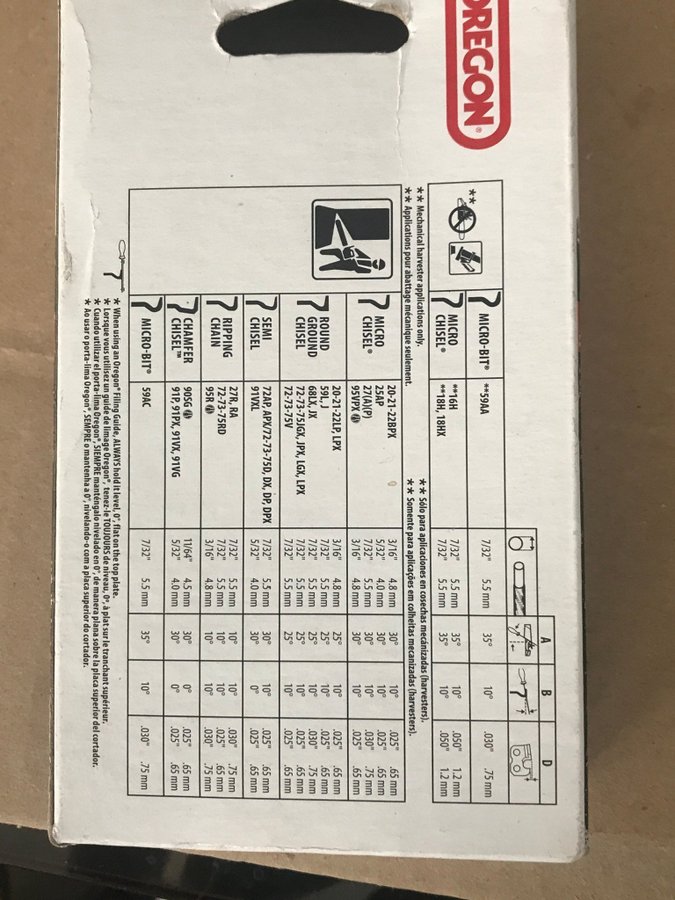 OREGON®
A B D
MICRO-BIT® **59AA 7/32" 5.5 mm 35° 10° .030" .75 mm
**
MICRO CHISEL®
**16H 7/32" 5.5 mm 35° 10° .050" 1.2 mm
**18H, 18HX 7/32" 5.5 mm 35° 10° .050" 1.2 mm
** Mechanical harvester applications only.
** Applications pour abattage mécanique seulement.
** Sólo para aplicaciones en cosechas mecánizadas (harvesters).
** Somente para aplicações em colheitas mecanizadas (harvesters).
MICRO CHISEL®
20-21-22BPX 3/16" 4.8 mm 30° 10° .025" .65 mm
25AP 5/32" 4.0 mm 30° 10° .025" .65 mm
27(A)(P) 7/32" 5.5 mm 30° 10° .025" .65 mm
95VPX 3/16" 4.8 mm 30° 10° .025" .65 mm
ROUND GROUND CHISEL
20-21-22LP, LPX 3/16" 4.8 mm 25° 10° .025" .65 mm
59L, J 7/32" 5.5 mm 25° 10° .025" .65 mm
68LX, JX 7/32" 5.5 mm 25° 10° .030" .75 mm
72-73-75JGX, JPX, LGX, LPX 7/32" 5.5 mm 25° 10° .025" .65 mm
72-73-75V 7/32" 5.5 mm 25° 10° .025" .65 mm
SEMI CHISEL
72AP, APX/72-73-75D, DX, DP, DPX 7/32" 5.5 mm 30° 10° .025" .65 mm
91VXL 5/32" 4.0 mm 30° 0° .025" .65 mm
RIPPING CHAIN
27R, RA 7/32" 5.5 mm 10° 10° .030" .75 mm
72-73-75RD 7/32" 5.5 mm 10° 10° .025" .65 mm
95R 3/16" 4.8 mm 10° 10° .030" .75 mm
CHAMFER CHISEL™
90SG 11/64" 4.5 mm 30° 0° .025" .65 mm
91P, 91PX, 91VX, 91VG 5/32" 4.0 mm 30° 0° .025" .65 mm
MICRO-BIT® 59AC 7/32" 5.5 mm 35° 10° .030" .75 mm
* When using an Oregon® Filing Guide, ALWAYS hold it level, 0°, flat on the top plate.
* Lorsque vous utilisez un guide de limage Oregon®, tenez-le TOUJOURS de niveau, 0°, à plat sur le tranchant supérieur.
* Cuando utilizar el porta-lima Oregon®, SIEMPRE manténgalo nivelado en 0°, de manera plana sobre la placa superior del cortador.
* Ao usar o porta-lima Oregon®, SEMPRE o mantenha a 0°, nivelando-o com a placa superior do cortador.